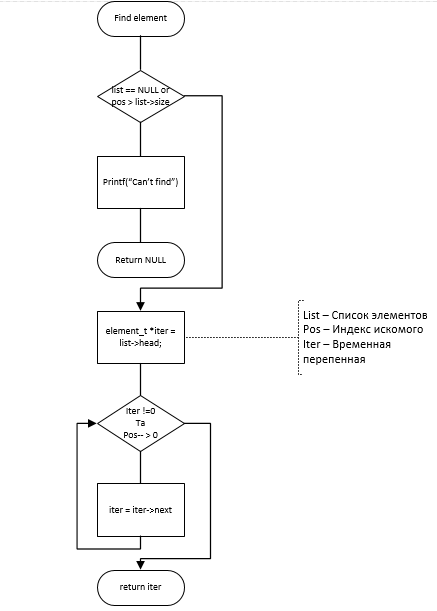 Find element
list == NULL or
pos > list->size
Printf("Can't find")
Return NULL
element_t *iter =
list->head;
List – Список элементов
Pos – Индекс искомого
Iter – Временная
перепенная
Iter !=0
Та
Pos-- > 0
iter = iter->next
return iter